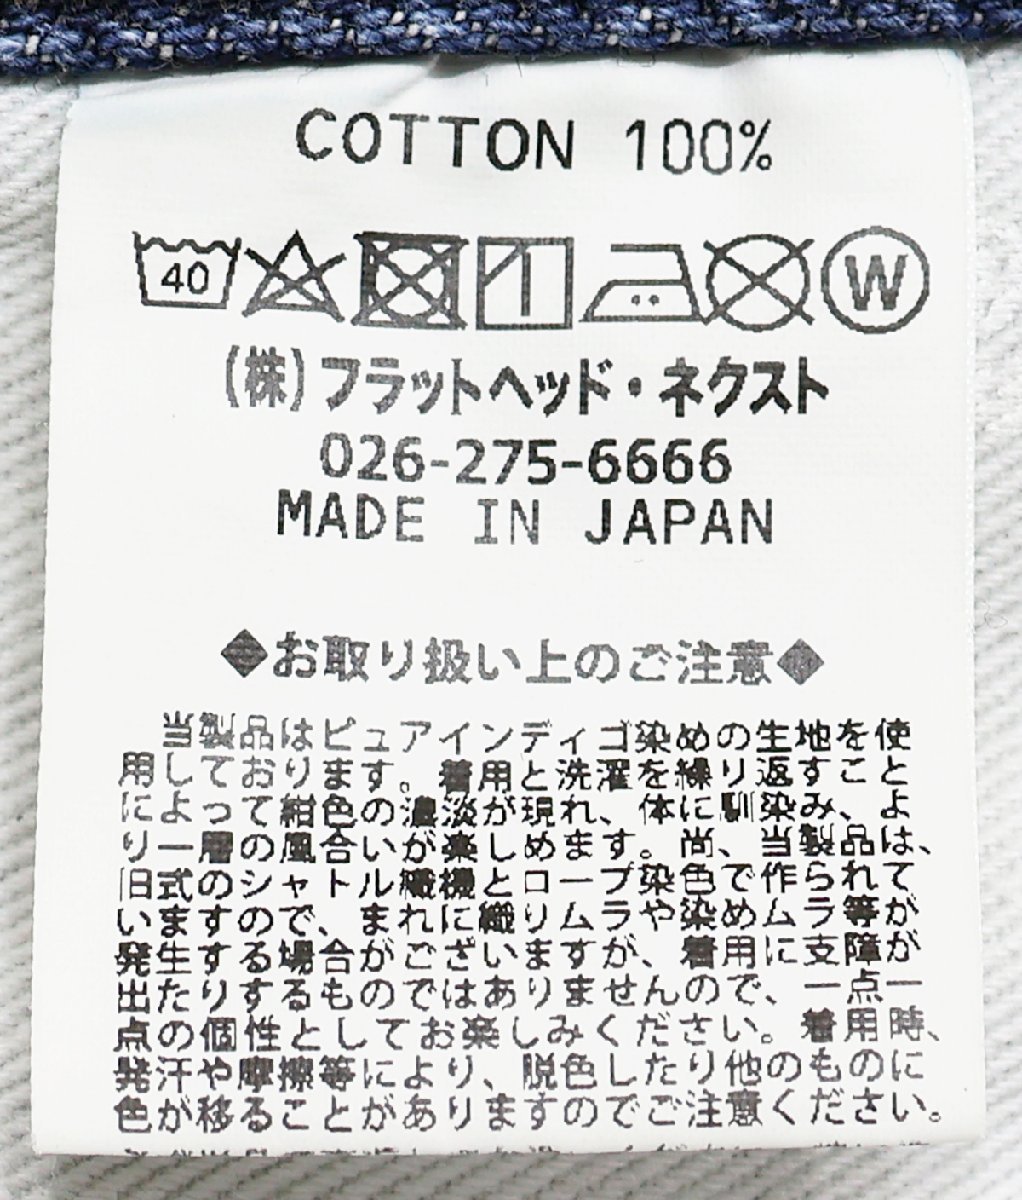 COTTON 100%
40 W
(株)フラットヘッド・ネクスト
026-275-6666
MADE IN JAPAN
◆お取り扱い上のご注意◆
当製品はピュアインディゴ染めの生地を使
用しております。着用と洗濯を繰り返すこと
によって紺色の濃淡が現れ、体に馴染み、よ
り一層の風合いが楽しめます。尚、当製品は、
旧式のシャトル織機とロープ染色で作られて
いますので、まれに織りムラや染めムラ等が
発生する場合がございますが、着用に支障が
出たりするものではありませんので、一点一
点の個性としてお楽しみください。着用時、
発汗や摩擦等により、脱色したり他のものに
色が移ることがありますのでご注意ください。